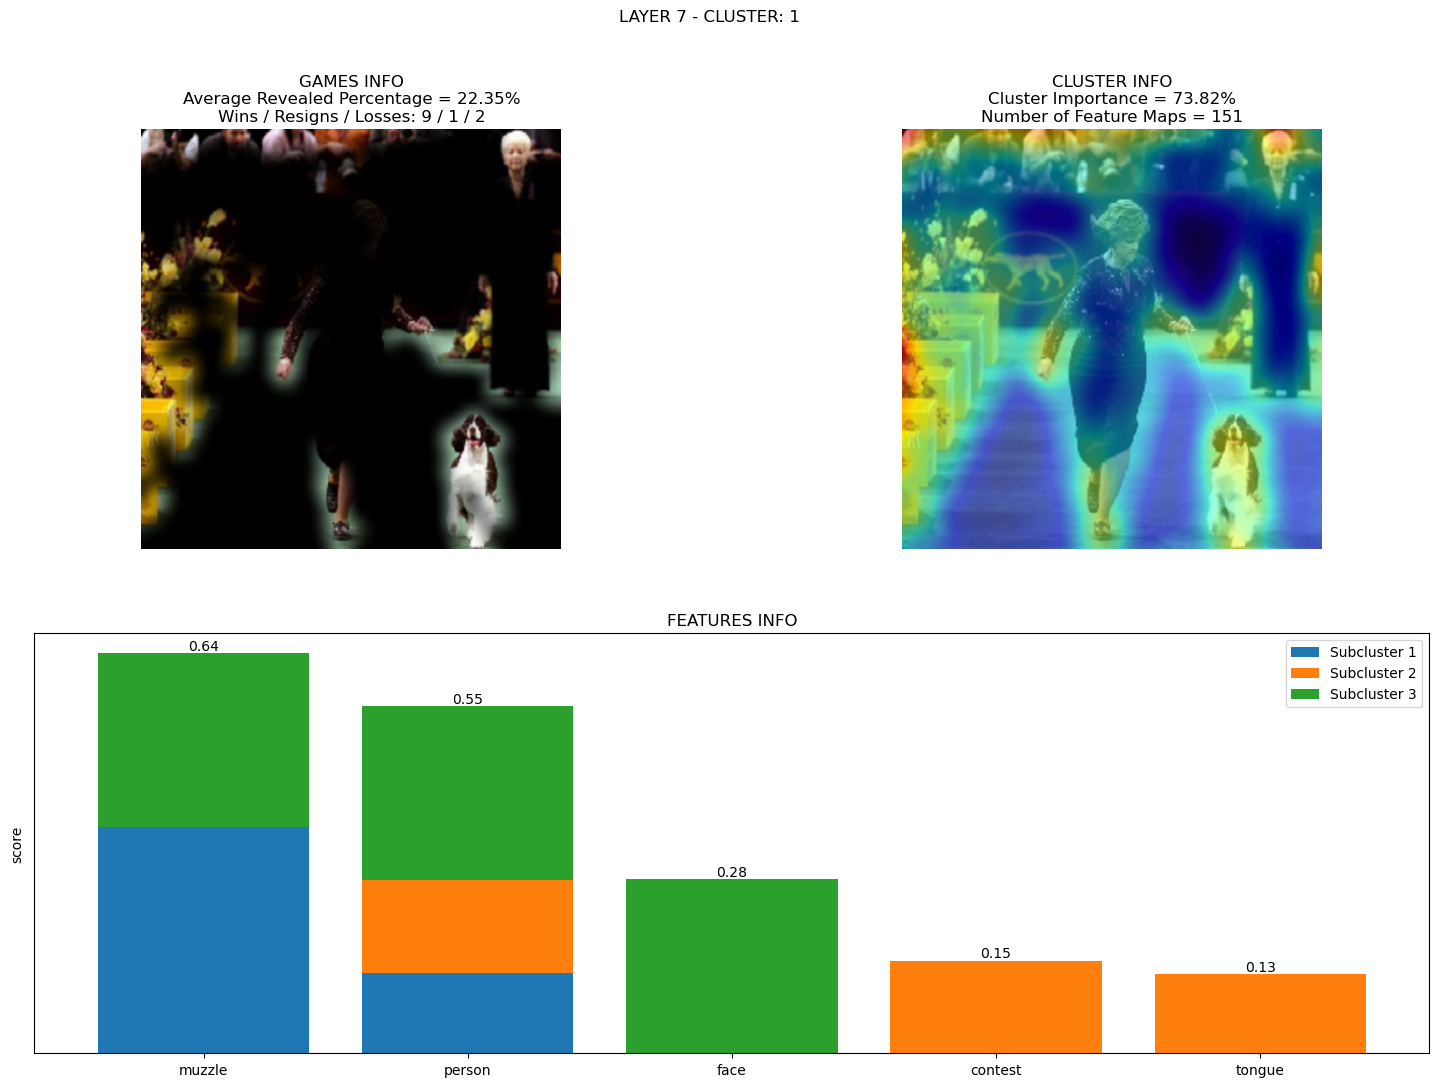 LAYER 7 - CLUSTER: 1
GAMES INFO
Average Revealed Percentage = 22.35%
Wins / Resigns / Losses: 9 / 1 / 2
CLUSTER INFO
Cluster Importance = 73.82%
Number of Feature Maps = 151
FEATURES INFO
score
0.64
0.55
0.28
0.15
0.13
Subcluster 1
Subcluster 2
Subcluster 3
muzzle
person
face
contest
tongue